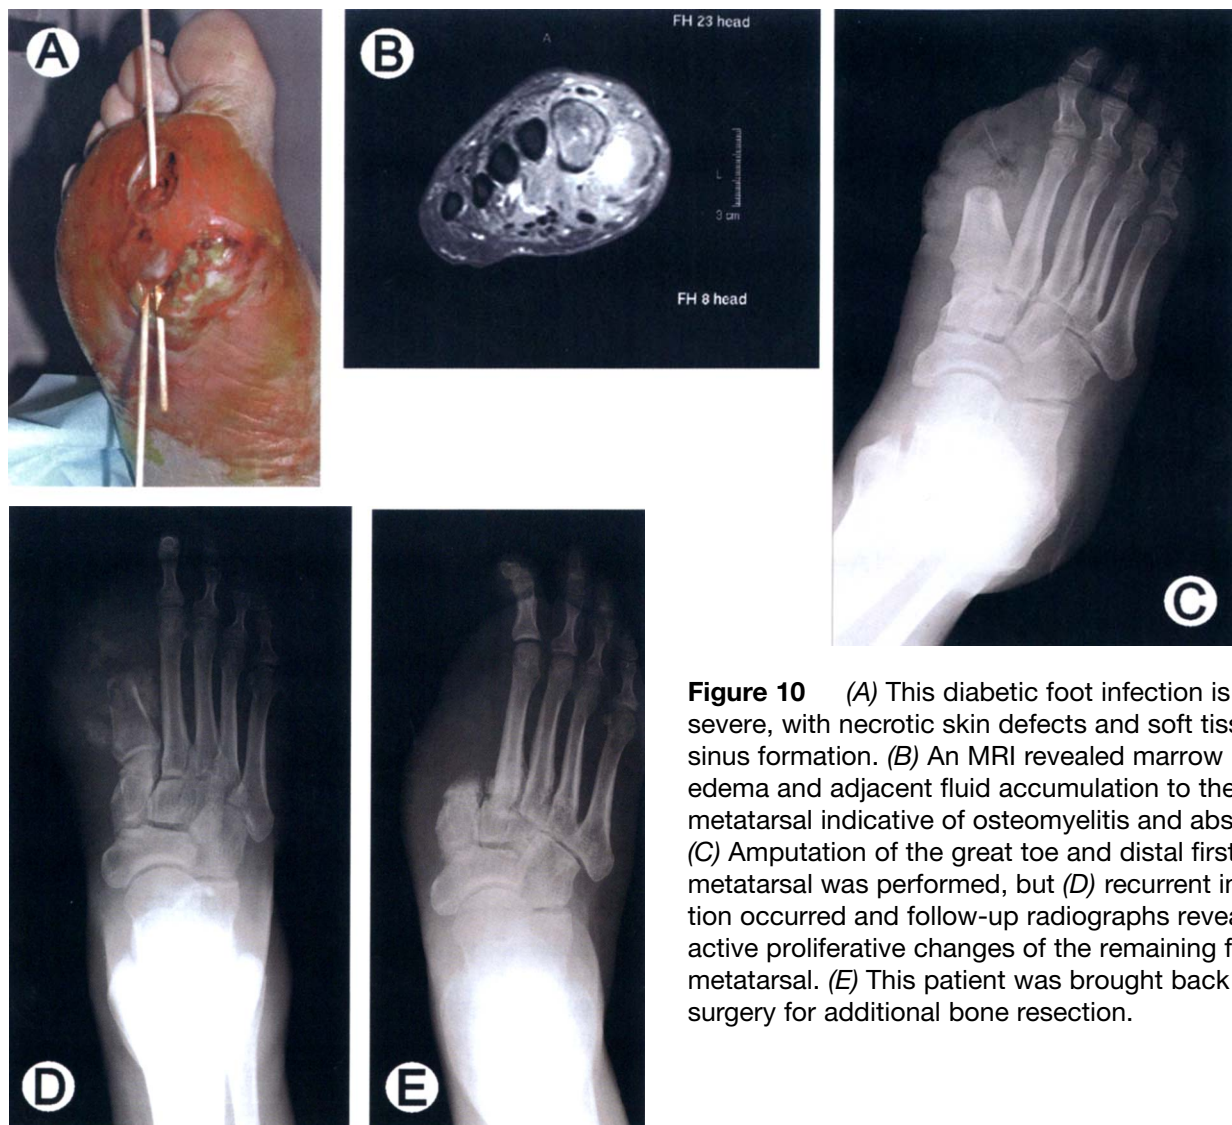 A
B
FH 23 head
A
L
3 cm
FH 8 head
C
D
E
Figure 10 (A) This diabetic foot infection is
severe, with necrotic skin defects and soft
sinus formation. (B) An MRI revealed marrow
edema and adjacent fluid accumulation to the
metatarsal indicative of osteomyelitis and
(C) Amputation of the great toe and distal first
metatarsal was performed, but (D) recurrent
tion occurred and follow-up radiographs
active proliferative changes of the remaining
metatarsal. (E) This patient was brought back
surgery for additional bone resection.